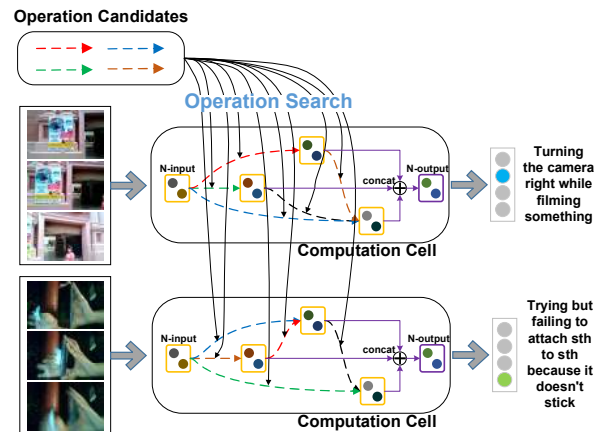 Operation Candidates
Operation Search
N-input
concat
N-output
Computation Cell
Turning
the camera
right while
filming
something
N-input
concat
N-output
Computation Cell
Trying but
failing to
attach sth
to sth
because it
doesn't
stick